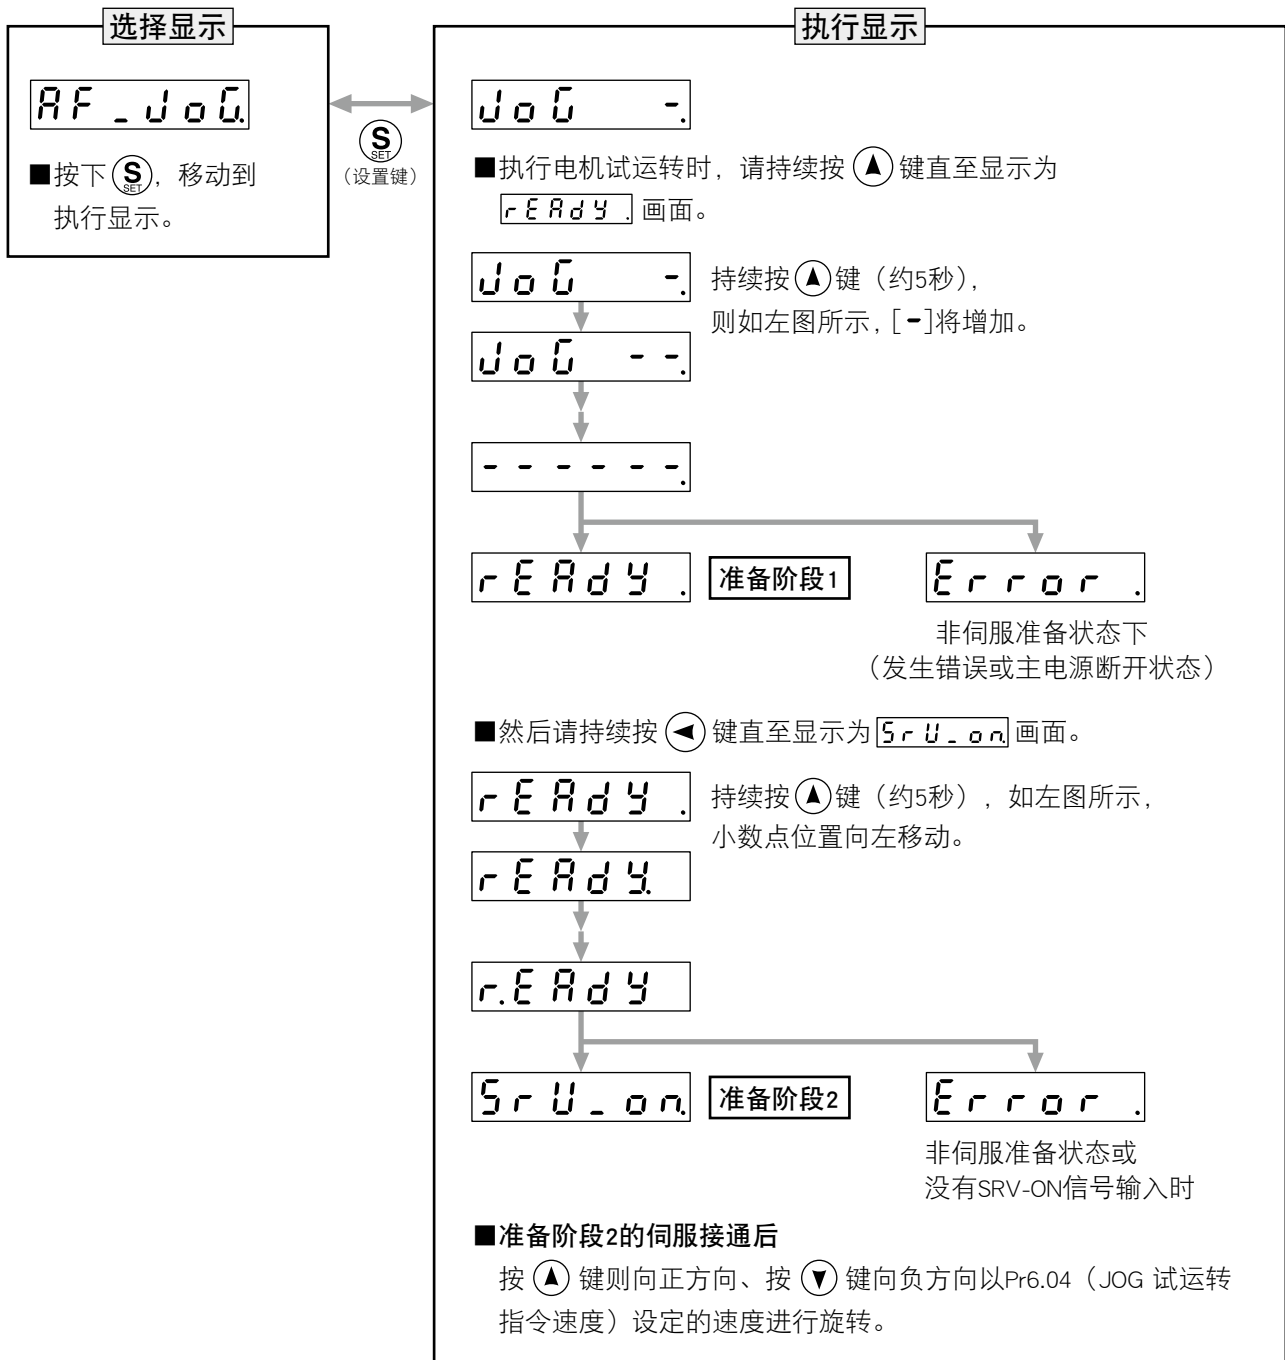 选择显示
AF_JoG.
■按下 S SET,移动到
执行显示。
S SET
(设置键)
执行显示
JoG -.
■执行电机试运转时,请持续按 ▲ 键直至显示为
rEAdY . 画面。
JoG -.
持续按 ▲ 键(约5秒),
则如左图所示,[-]将增加。
JoG --.
------.
rEAdY .
准备阶段1
Error .
非伺服准备状态下
(发生错误或主电源断开状态)
■然后请持续按 ◀ 键直至显示为 SrU_on. 画面。
rEAdY .
持续按 ▲ 键(约5秒),如左图所示,
小数点位置向左移动。
rEAdY.
r.EAdY
SrU_on.
准备阶段2
Error .
非伺服准备状态或
没有SRV-ON信号输入时
■准备阶段2的伺服接通后
按 ▲ 键则向正方向、按 ▼ 键向负方向以Pr6.04(JOG 试运转
指令速度)设定的速度进行旋转。